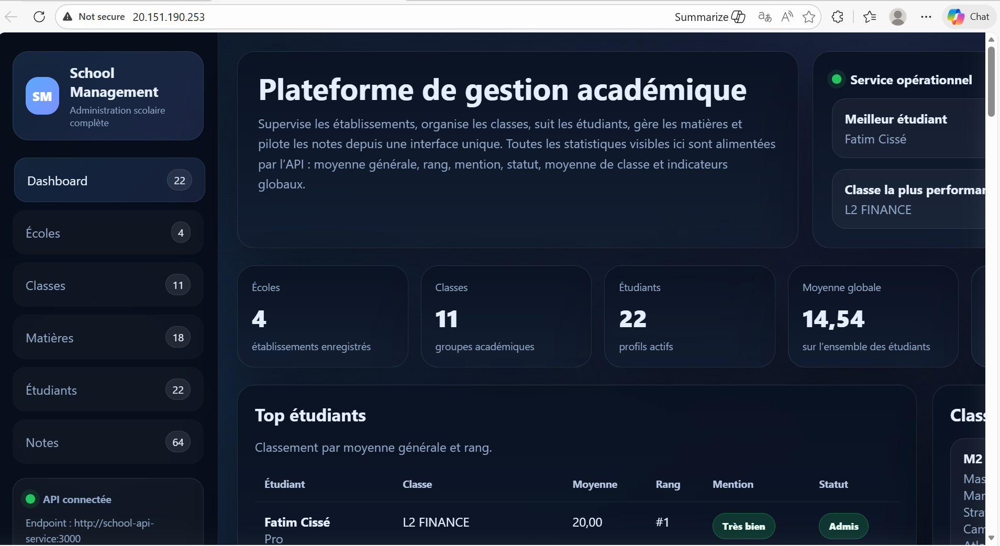 Not secure
20.151.190.253
Summarize
Chat
SM
School
Management
Administration scolaire
complète
Dashboard
22
Écoles
4
Classes
11
Matières
18
Étudiants
22
Notes
64
API connectée
Endpoint : http://school-api-
service:3000
Plateforme de gestion académique
Supervise les établissements, organise les classes, suit les étudiants, gère les matières et
pilote les notes depuis une interface unique. Toutes les statistiques visibles ici sont alimentées
par l’API : moyenne générale, rang, mention, statut, moyenne de classe et indicateurs
globaux.
Service opérationnel
Meilleur étudiant
Fatim Cissé
Classe la plus
L2 FINANCE
Écoles
4
établissements enregistrés
Classes
11
groupes académiques
Étudiants
22
profils actifs
Moyenne globale
14,54
sur l’ensemble des étudiants
Top étudiants
Classement par moyenne générale et rang.
Étudiant Classe Moyenne Rang Mention Statut
Fatim Cissé L2 FINANCE 20,00 #1 Très bien Admis
Pro
M2